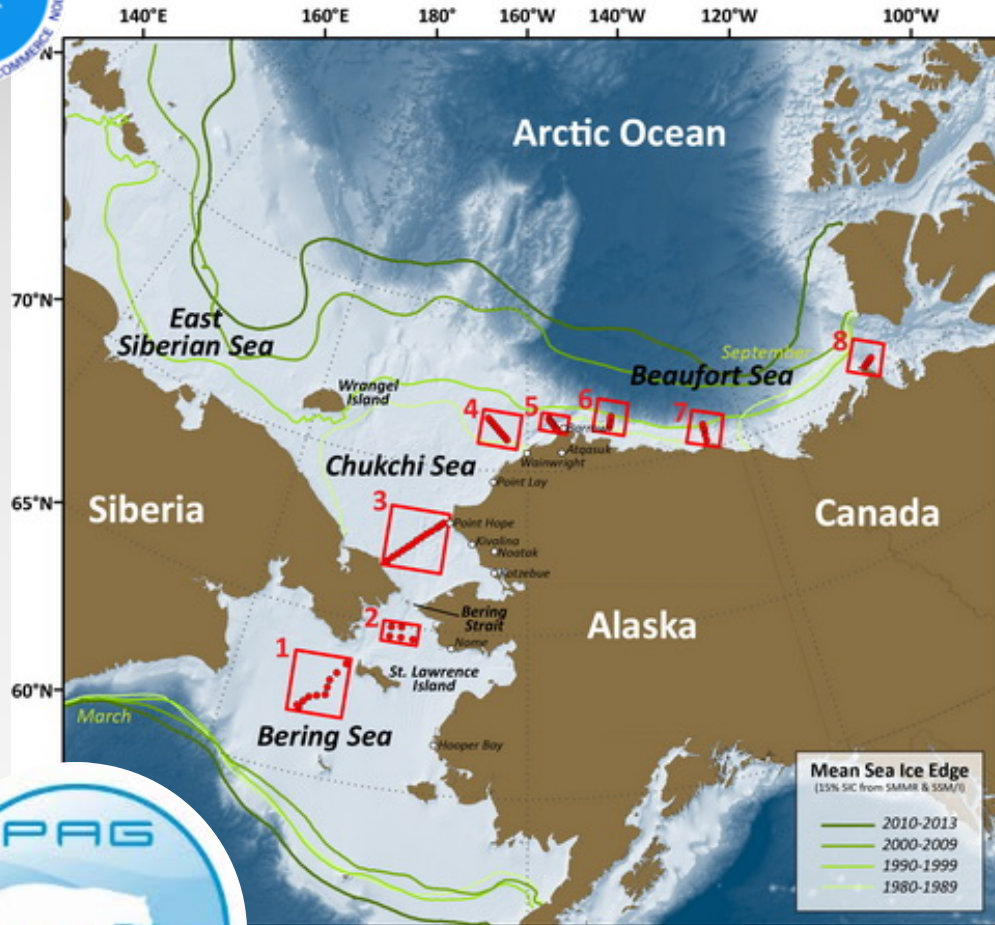 140°E 160°E 180° 160°W 140°W 120°W 100°W
COMMERCE
Arctic Ocean
70°N
East
Siberian Sea
September
8
Beaufort Sea
Wrangel
Island
4 5 6 7
Barrow
Atqasuk
Wainwright
Chukchi Sea
Point Lay
65°N
Siberia
3
Canada
Point Hope
Kivalina
Noatak
Kotzebue
Bering
Strait
2
Alaska
Nome
1
St. Lawrence
Island
60°N
March
Bering Sea
Hooper Bay
Mean Sea Ice Edge
(15% SIC from SMMR & SSM/I)
2010-2013
2000-2009
1990-1999
1980-1989
PAG